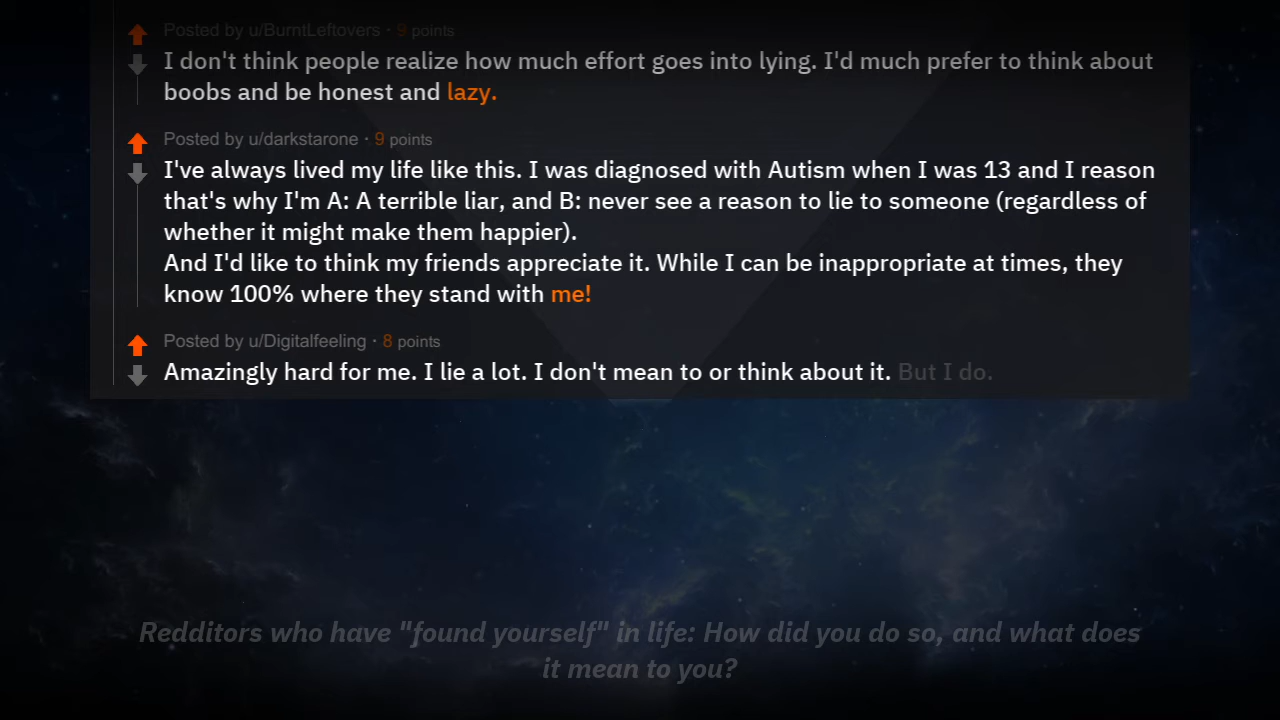 Posted by u/BurntLeftovers · 9 points
I don't think people realize how much effort goes into lying. I'd much prefer to think about
boobs and be honest and lazy.
Posted by u/darkstarone · 9 points
I've always lived my life like this. I was diagnosed with Autism when I was 13 and I reason
that's why I'm A: A terrible liar, and B: never see a reason to lie to someone (regardless of
whether it might make them happier).
And I'd like to think my friends appreciate it. While I can be inappropriate at times, they
know 100% where they stand with me!
Posted by u/Digitalfeeling · 8 points
Amazingly hard for me. I lie a lot. I don't mean to or think about it. But I do.
Redditors who have "found yourself" in life: How did you do so, and what does
it mean to you?